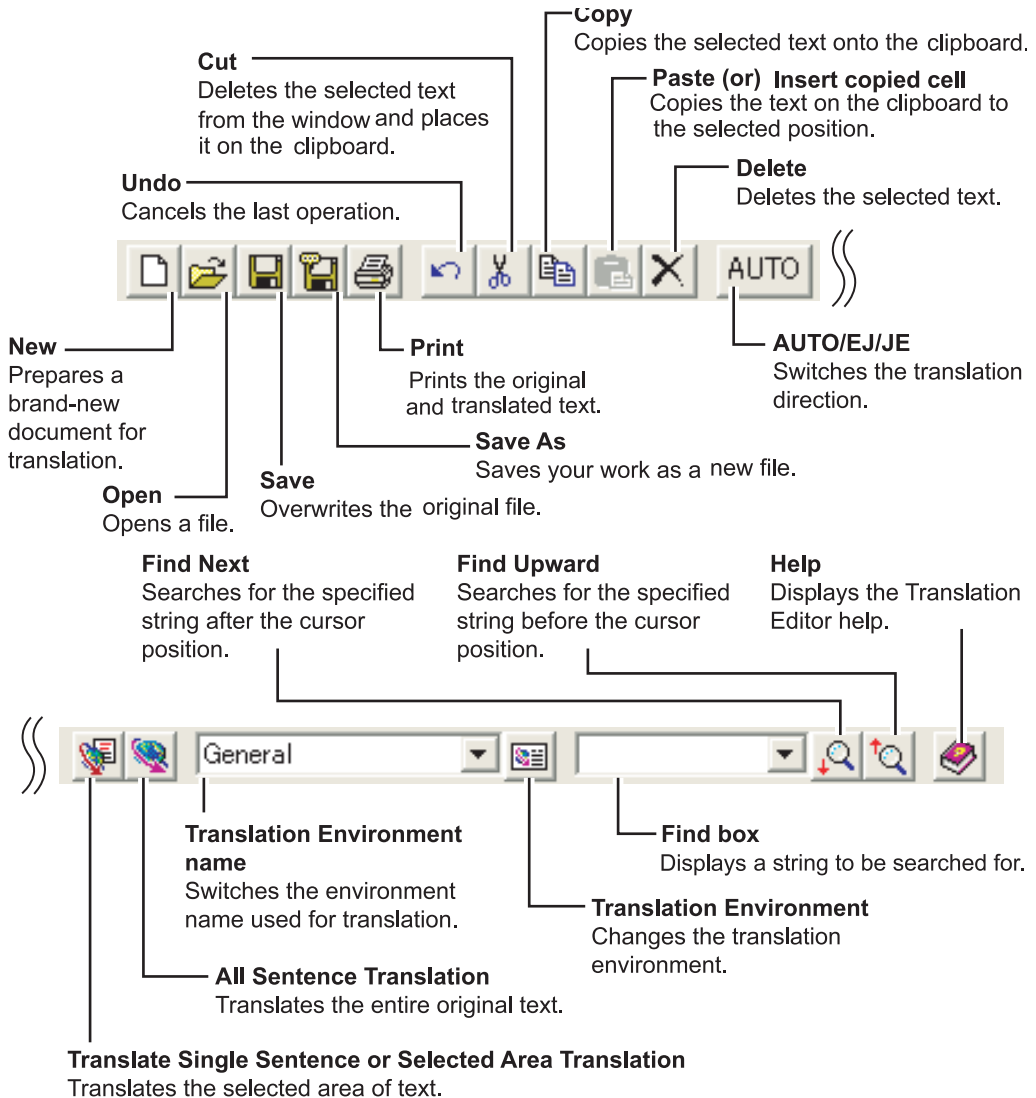 Copy
Copies the selected text onto the clipboard.
Cut
Deletes the selected text
from the window and places
it on the clipboard.
Paste (or) Insert copied cell
Copies the text on the clipboard to
the selected position.
Delete
Deletes the selected text.
Undo
Cancels the last operation.
AUTO
New
Prepares a
brand-new
document for
translation.
Print
Prints the original
and translated text.
AUTO/EJ/JE
Switches the translation
direction.
Save As
Saves your work as a new file.
Save
Overwrites the original file.
Open
Opens a file.
Find Next
Searches for the specified
string after the cursor
position.
Find Upward
Searches for the specified
string before the cursor
position.
Help
Displays the Translation
Editor help.
General
Translation Environment
name
Switches the environment
name used for translation.
Find box
Displays a string to be searched for.
Translation Environment
Changes the translation
environment.
All Sentence Translation
Translates the entire original text.
Translate Single Sentence or Selected Area Translation
Translates the selected area of text.